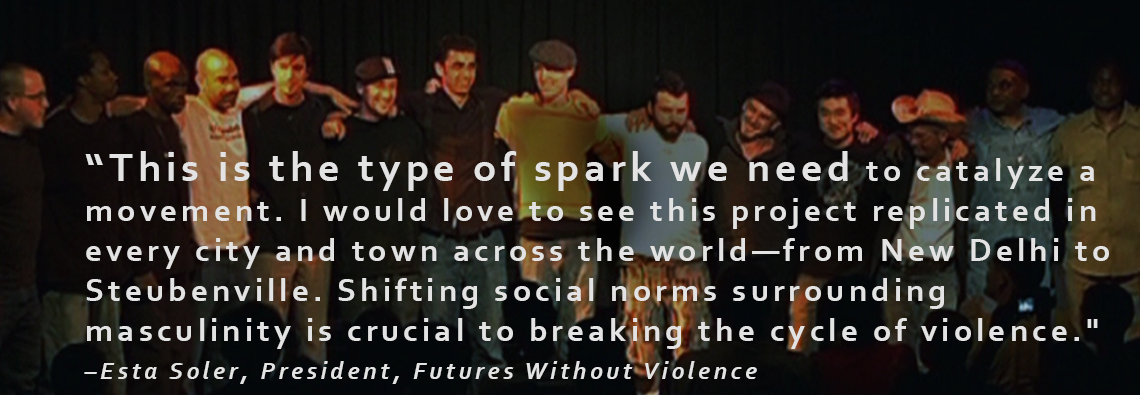 “This is the type of spark we need to catalyze a
movement. I would love to see this project replicated in
every city and town across the world—from New Delhi to
Steubenville. Shifting social norms surrounding
masculinity is crucial to breaking the cycle of violence."
–Esta Soler, President, Futures Without Violence